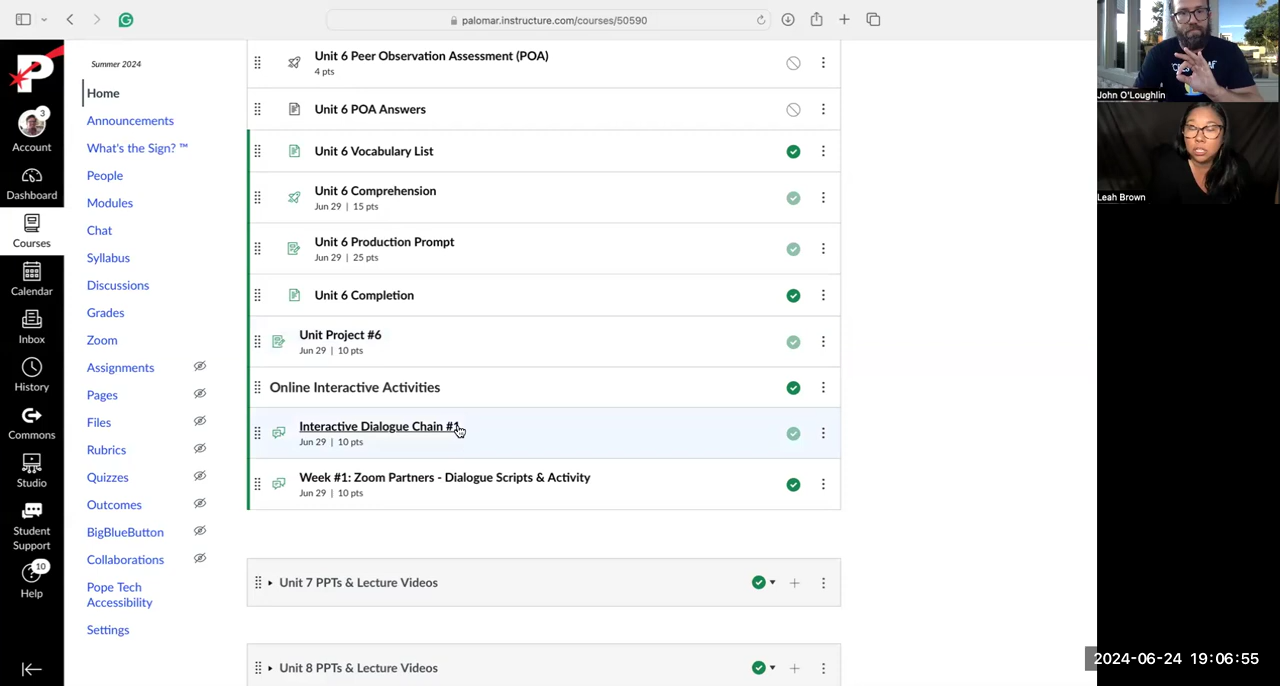 palomar.instructure.com/courses/50590
Summer 2024
Home
Announcements
What's the Sign? ™
People
Modules
Chat
Syllabus
Discussions
Grades
Zoom
Assignments
Pages
Files
Rubrics
Quizzes
Outcomes
BigBlueButton
Collaborations
Pope Tech
Accessibility
Settings
P
3
Account
Dashboard
Courses
Calendar
Inbox
History
Commons
Studio
Student
Support
10
Help
Unit 6 Peer Observation Assessment (POA)
4 pts
Unit 6 POA Answers
Unit 6 Vocabulary List
Unit 6 Comprehension
Jun 29 | 15 pts
Unit 6 Production Prompt
Jun 29 | 25 pts
Unit 6 Completion
Unit Project #6
Jun 29 | 10 pts
Online Interactive Activities
Interactive Dialogue Chain #1
Jun 29 | 10 pts
Week #1: Zoom Partners - Dialogue Scripts & Activity
Jun 29 | 10 pts
Unit 7 PPTs & Lecture Videos
Unit 8 PPTs & Lecture Videos
John O'Loughlin
Leah Brown
2024-06-24 19:06:55